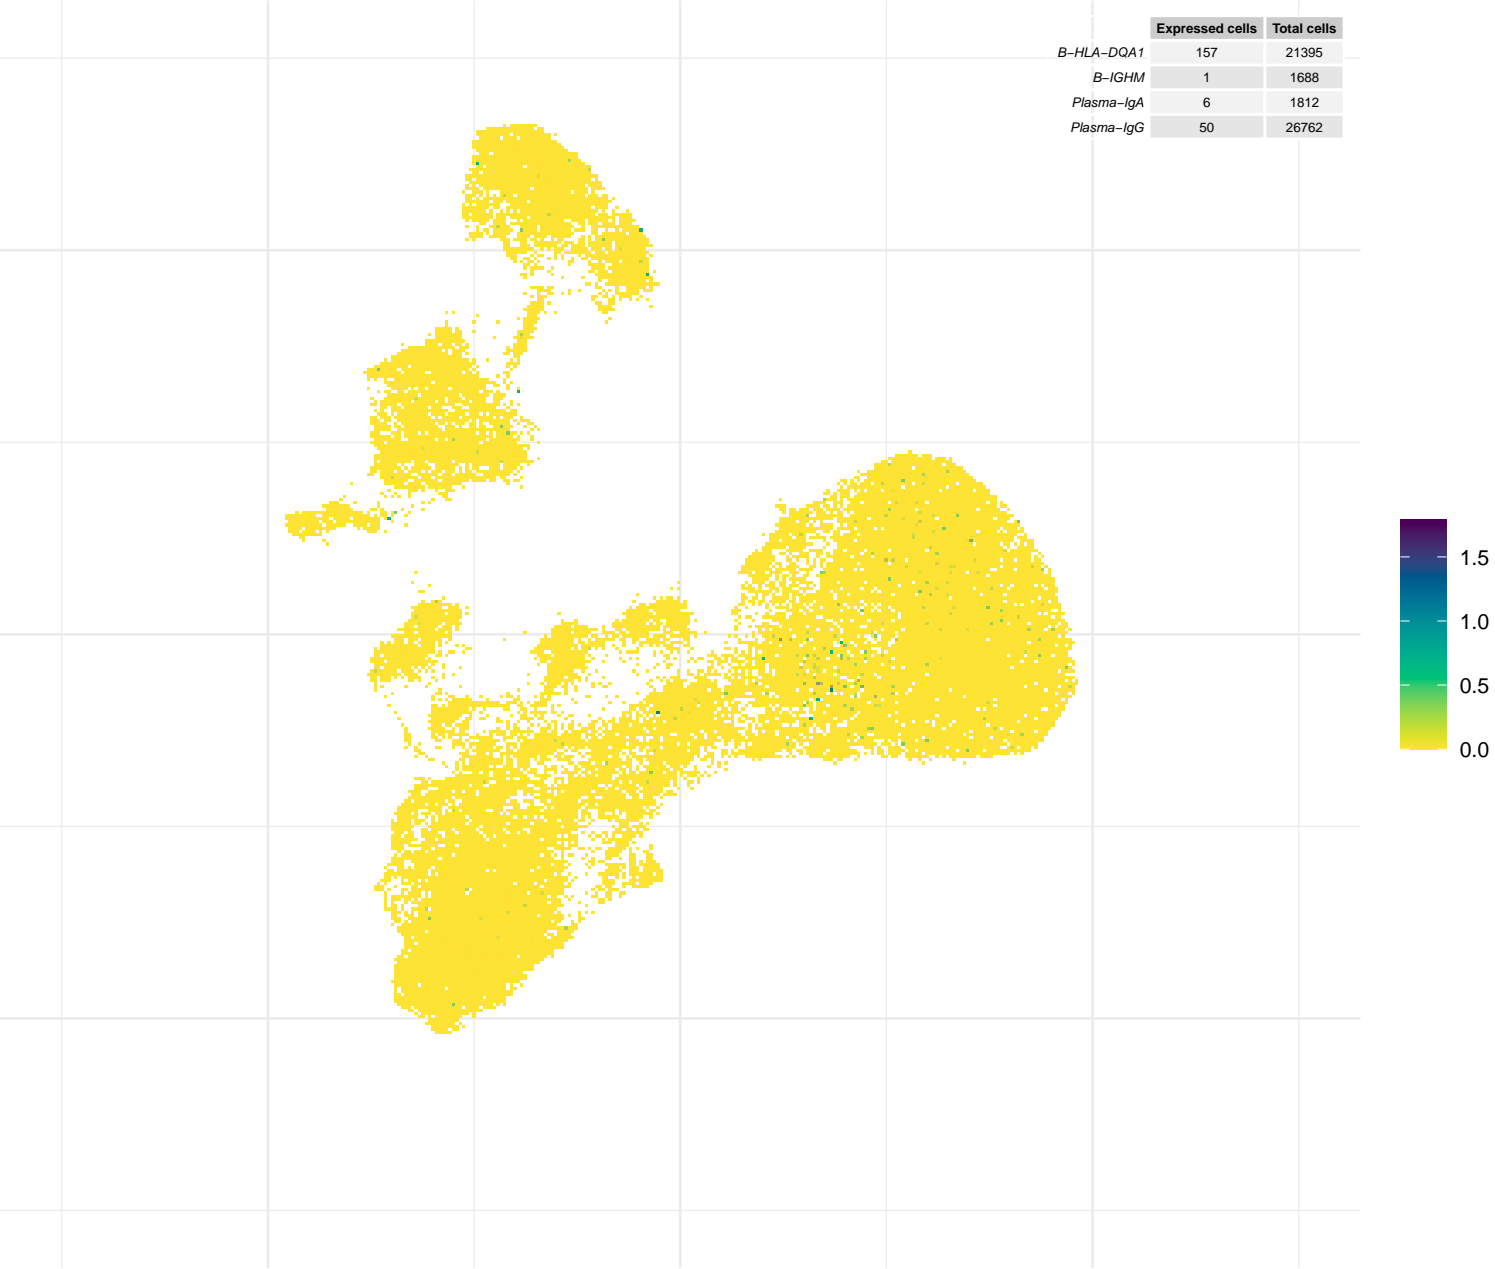 Expressed cells Total cells
B−HLA−DQA1 157 21395
B−IGHM 1 1688
Plasma−IgA 6 1812
Plasma−IgG 50 26762
1.5
1.0
0.5
0.0